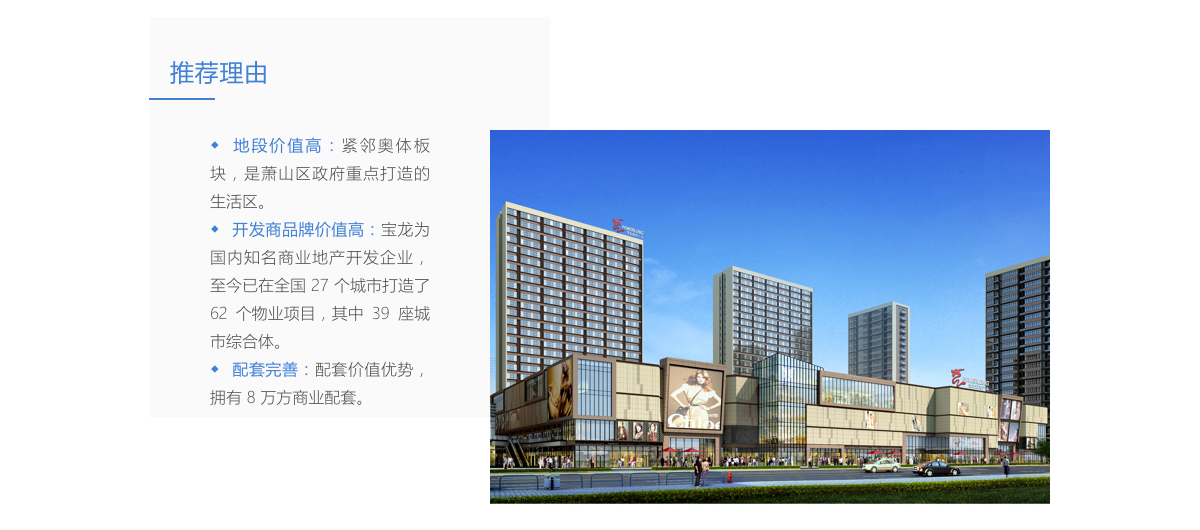 推荐理由
◆ 地段价值高：紧邻奥体板
块，是萧山区政府重点打造的
生活区。
◆ 开发商品牌价值高：宝龙为
国内知名商业地产开发企业，
至今已在全国 27 个城市打造了
62 个物业项目，其中 39 座城
市综合体。
◆ 配套完善：配套价值优势，
拥有 8 万方商业配套。